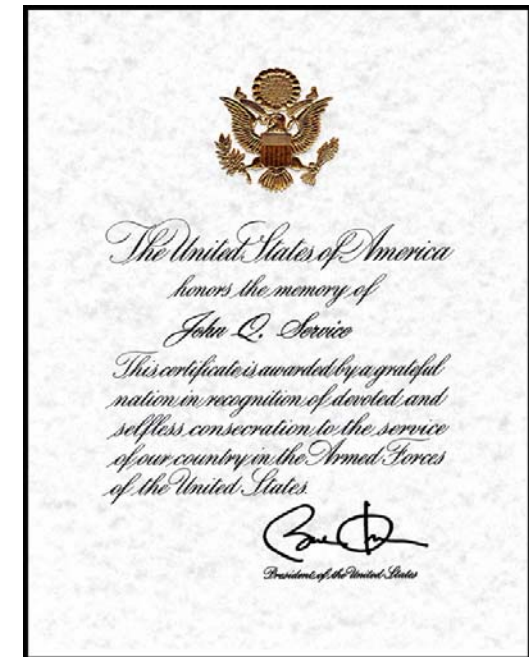 The United States of America
honors the memory of
John Q. Service
This certificate is awarded by a grateful
nation in recognition of devoted and
selfless consecration to the service
of our country in the Armed Forces
of the United States.
President of the United States